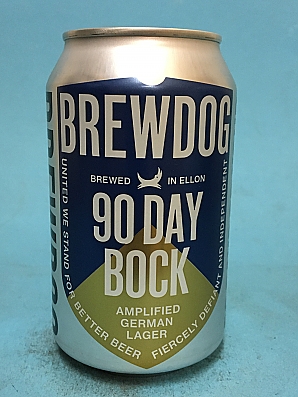 BREWDOG
BREWED IN ELLON
90 DAY
BOCK
AMPLIFIED
GERMAN
LAGER
UNITED WE STAND FOR BETTER BEER
FIERCELY DEFIANT AND INDEPENDENT
BREWDOG